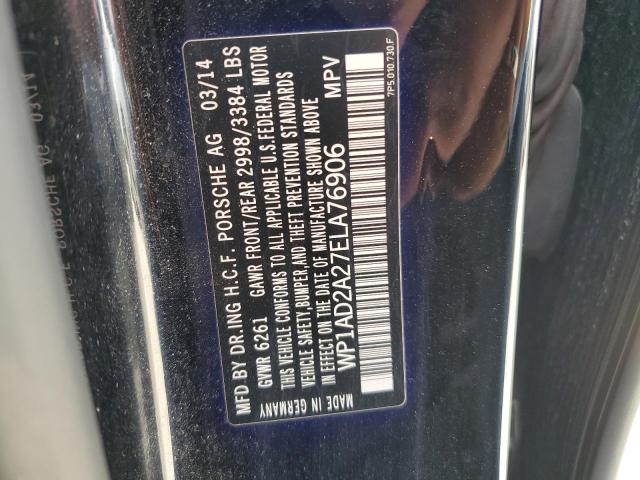 MFD BY DR.ING H.C.F. PORSCHE AG 03/14
GVWR 6261 GAWR FRONT/REAR 2998/3384 LBS
THIS VEHICLE CONFORMS TO ALL APPLICABLE U.S.FEDERAL MOTOR
VEHICLE SAFETY,BUMPER,AND THEFT PREVENTION STANDARDS
IN EFFECT ON THE DATE OF MANUFACTURE SHOWN ABOVE
WP1AD2A27ELA76906 MPV
MADE IN GERMANY
7P5.010.730.F